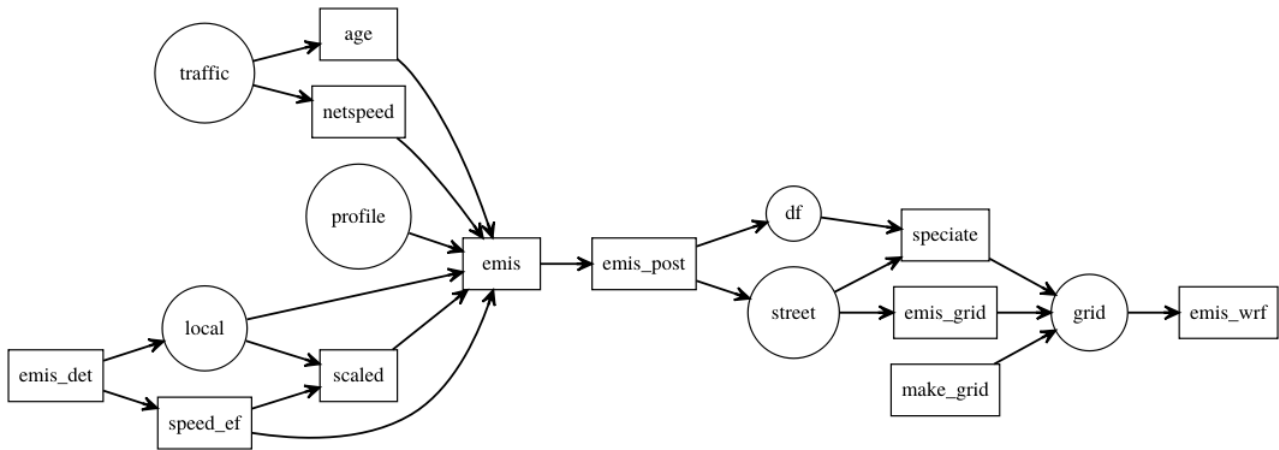 age
traffic
netspeed
profile
df
speciate
emis
emis_post
local
street
emis_grid
grid
emis_wrf
emis_det
scaled
make_grid
speed_ef